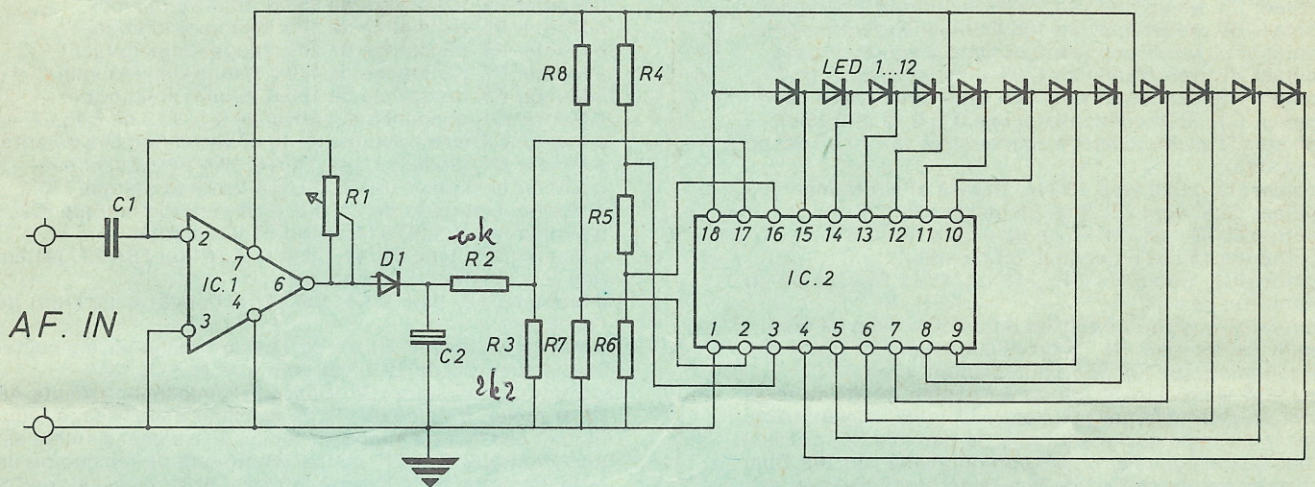 R8
R4
LED 1...12
C1
R1
2
7
IC.1
6
4
3
D1
10k
R2
R5
18 17 16 15 14 13 12 11 10
IC.2
1 2 3 4 5 6 7 8 9
AF. IN
C2
R3
R7
R6
2k2